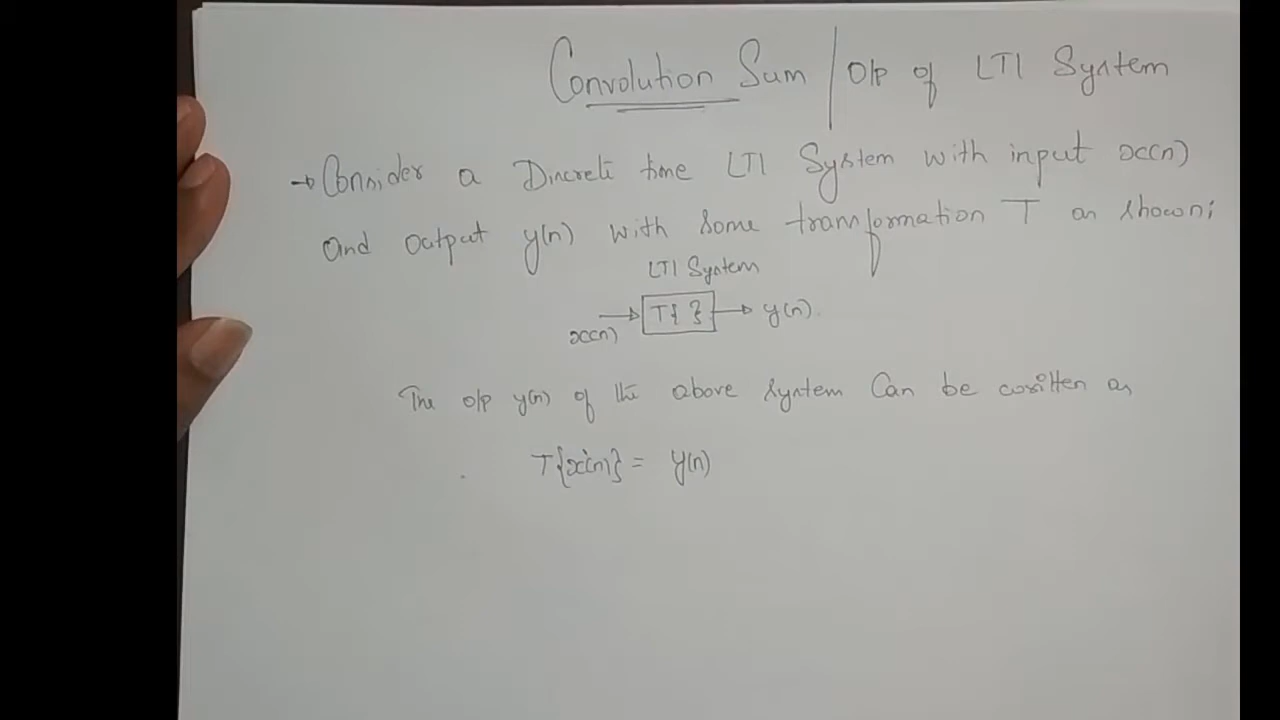 Convolution Sum | O/p of LTI System
→ Consider a Discrete time LTI System with input x(n)
and output y(n) with some transformation T as shown;
LTI System
T{ } y(n).
x(n)
The o/p y(n) of the above system can be written as
T{x(n)} = y(n)